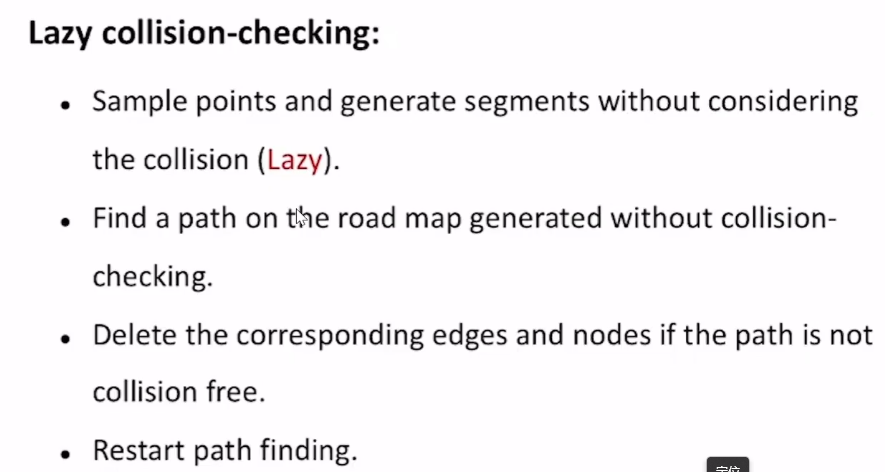 Lazy collision-checking:
• Sample points and generate segments without considering
the collision (Lazy).
• Find a path on the road map generated without collision-
checking.
• Delete the corresponding edges and nodes if the path is not
collision free.
• Restart path finding.